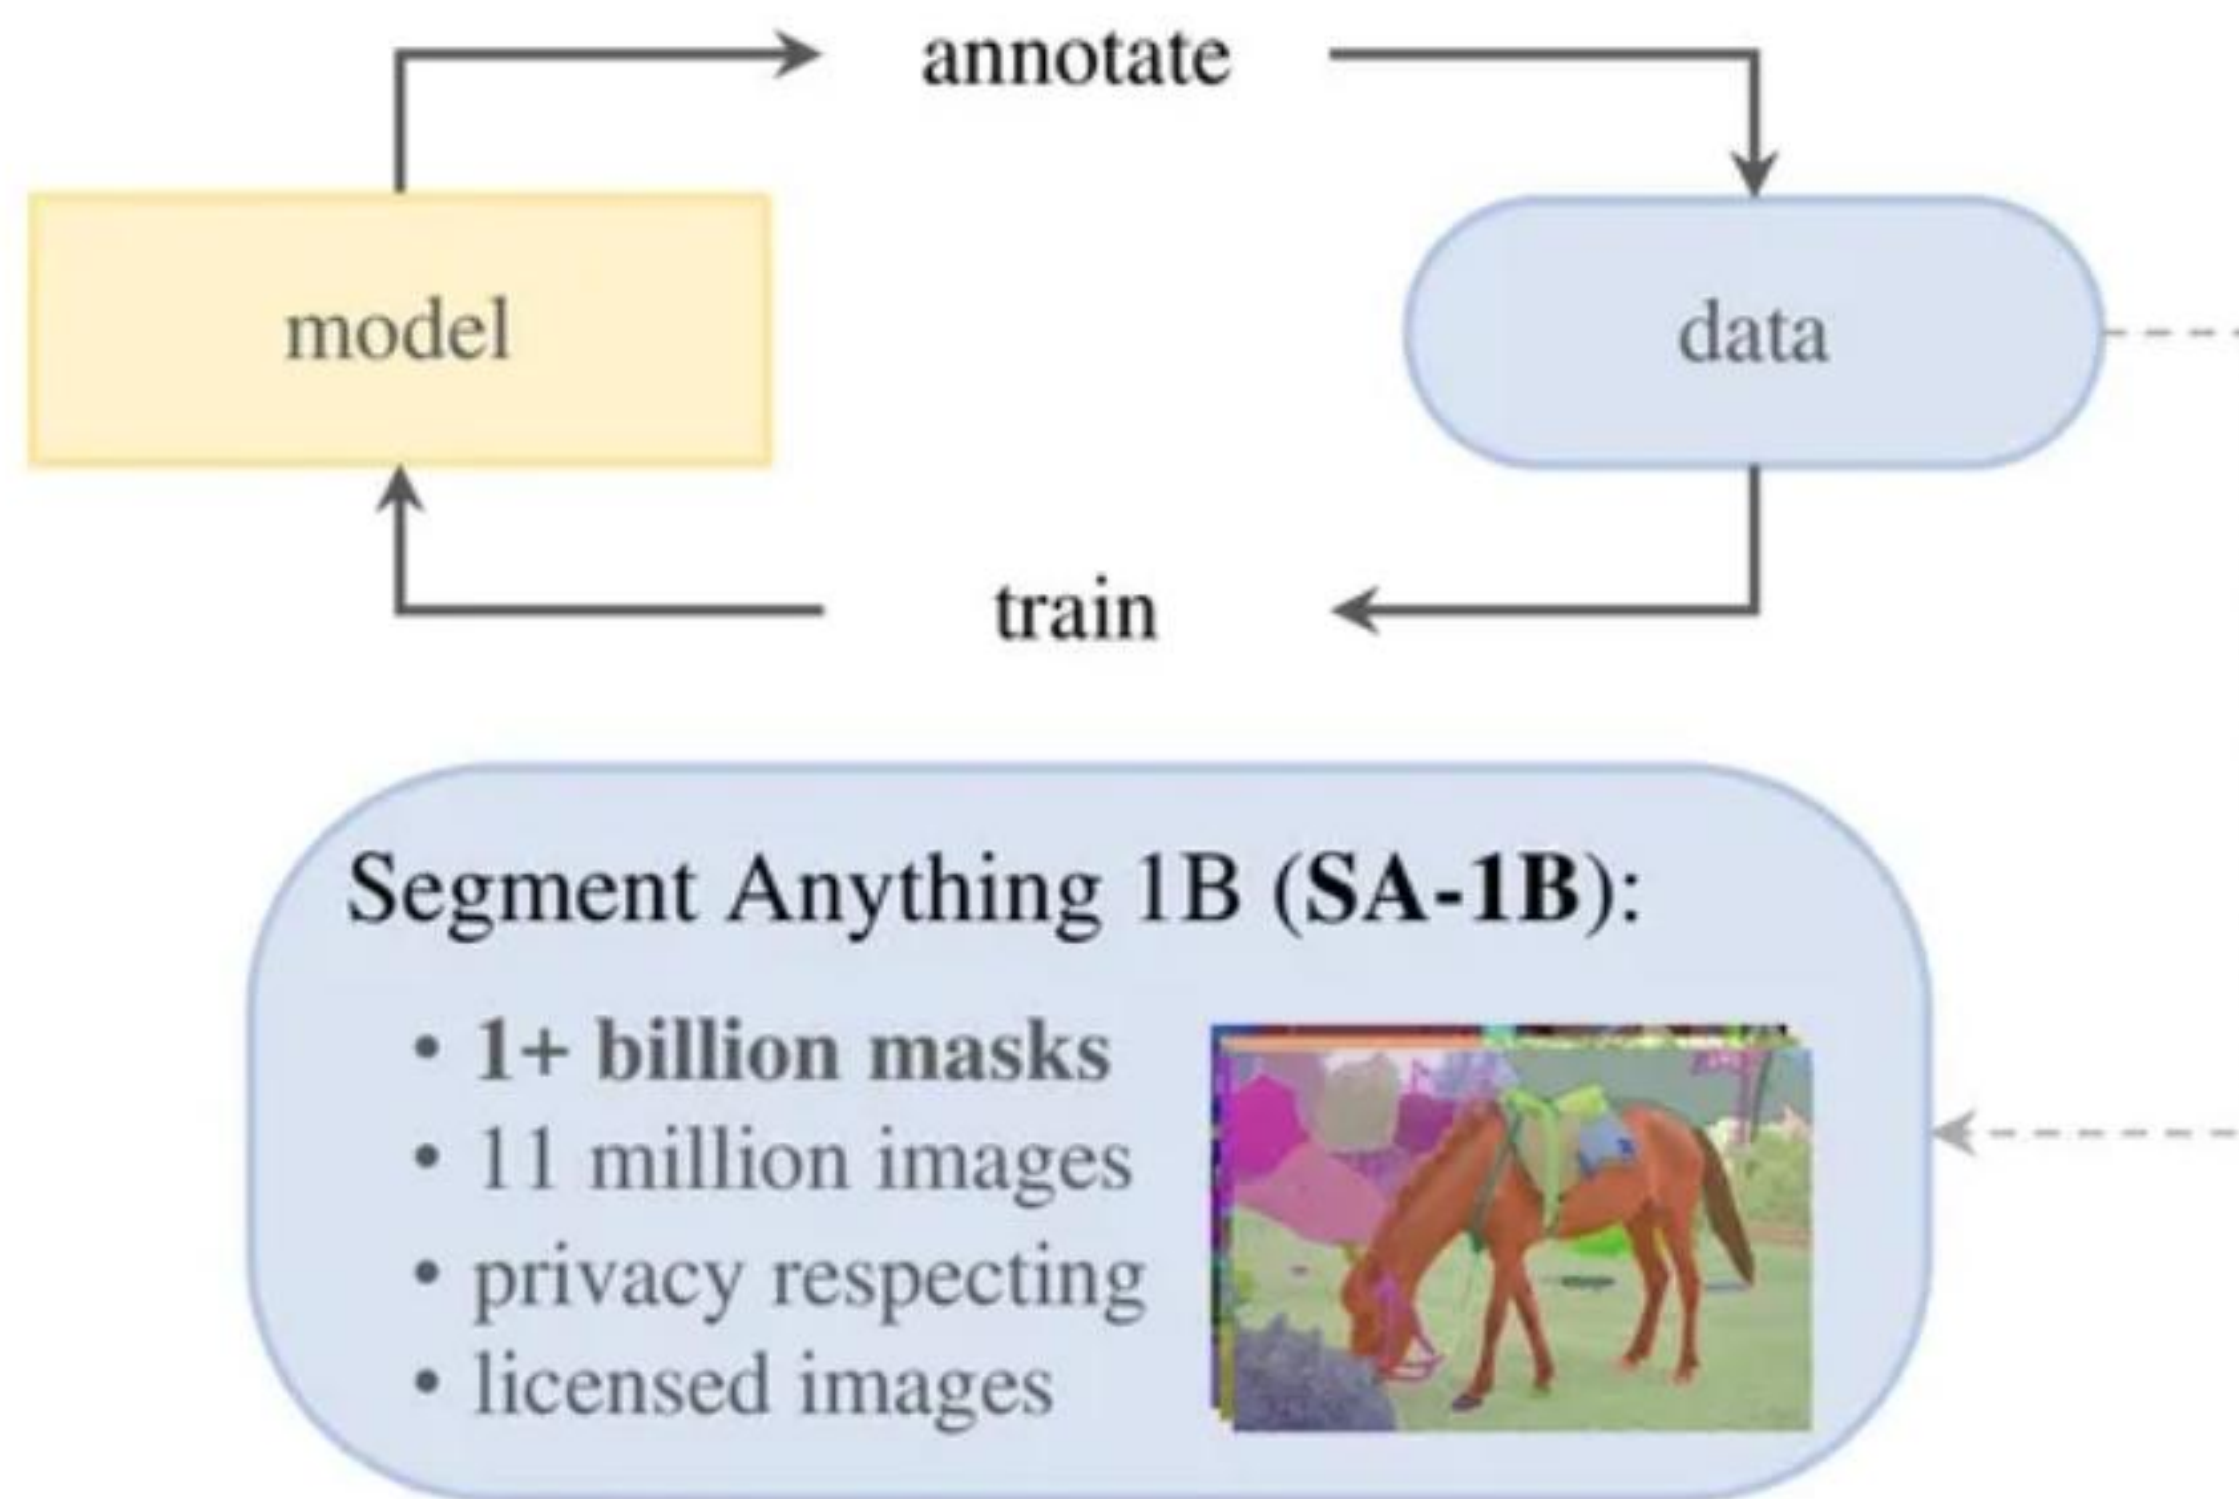 annotate
model
data
train
Segment Anything 1B (SA-1B):
• 1+ billion masks
• 11 million images
• privacy respecting
• licensed images